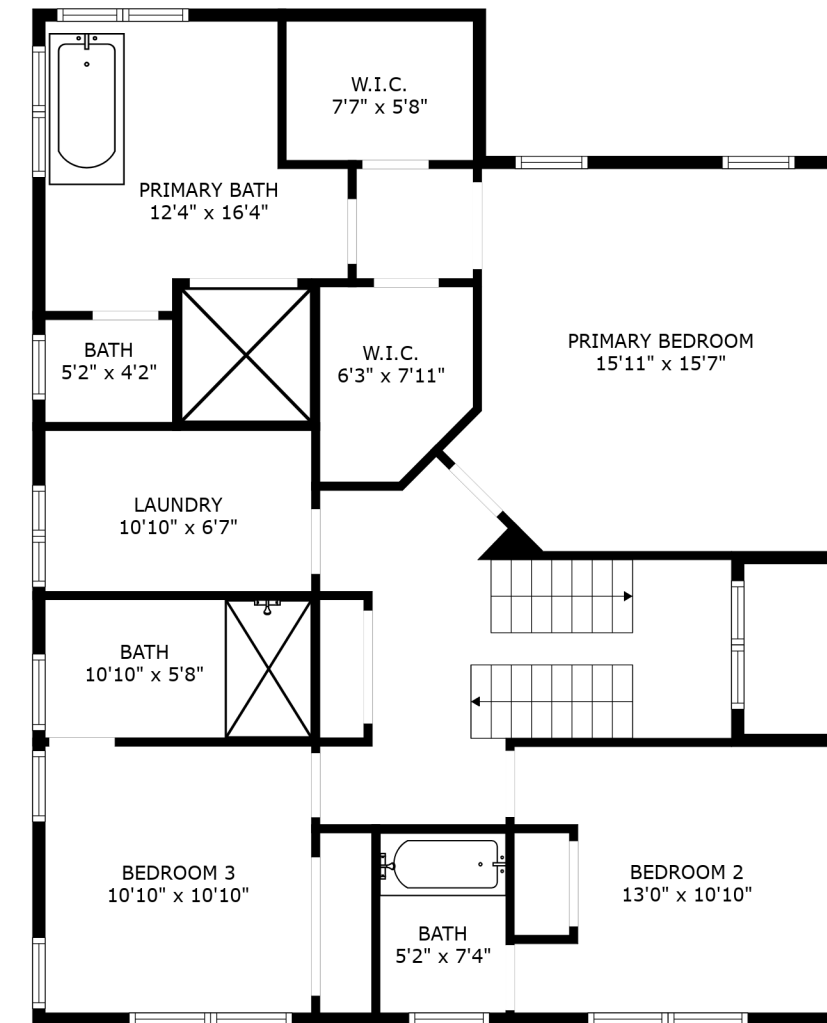 W.I.C.
7'7" x 5'8"
PRIMARY BATH
12'4" x 16'4"
PRIMARY BEDROOM
15'11" x 15'7"
BATH
5'2" x 4'2"
W.I.C.
6'3" x 7'11"
LAUNDRY
10'10" x 6'7"
BATH
10'10" x 5'8"
BEDROOM 3
10'10" x 10'10"
BEDROOM 2
13'0" x 10'10"
BATH
5'2" x 7'4"